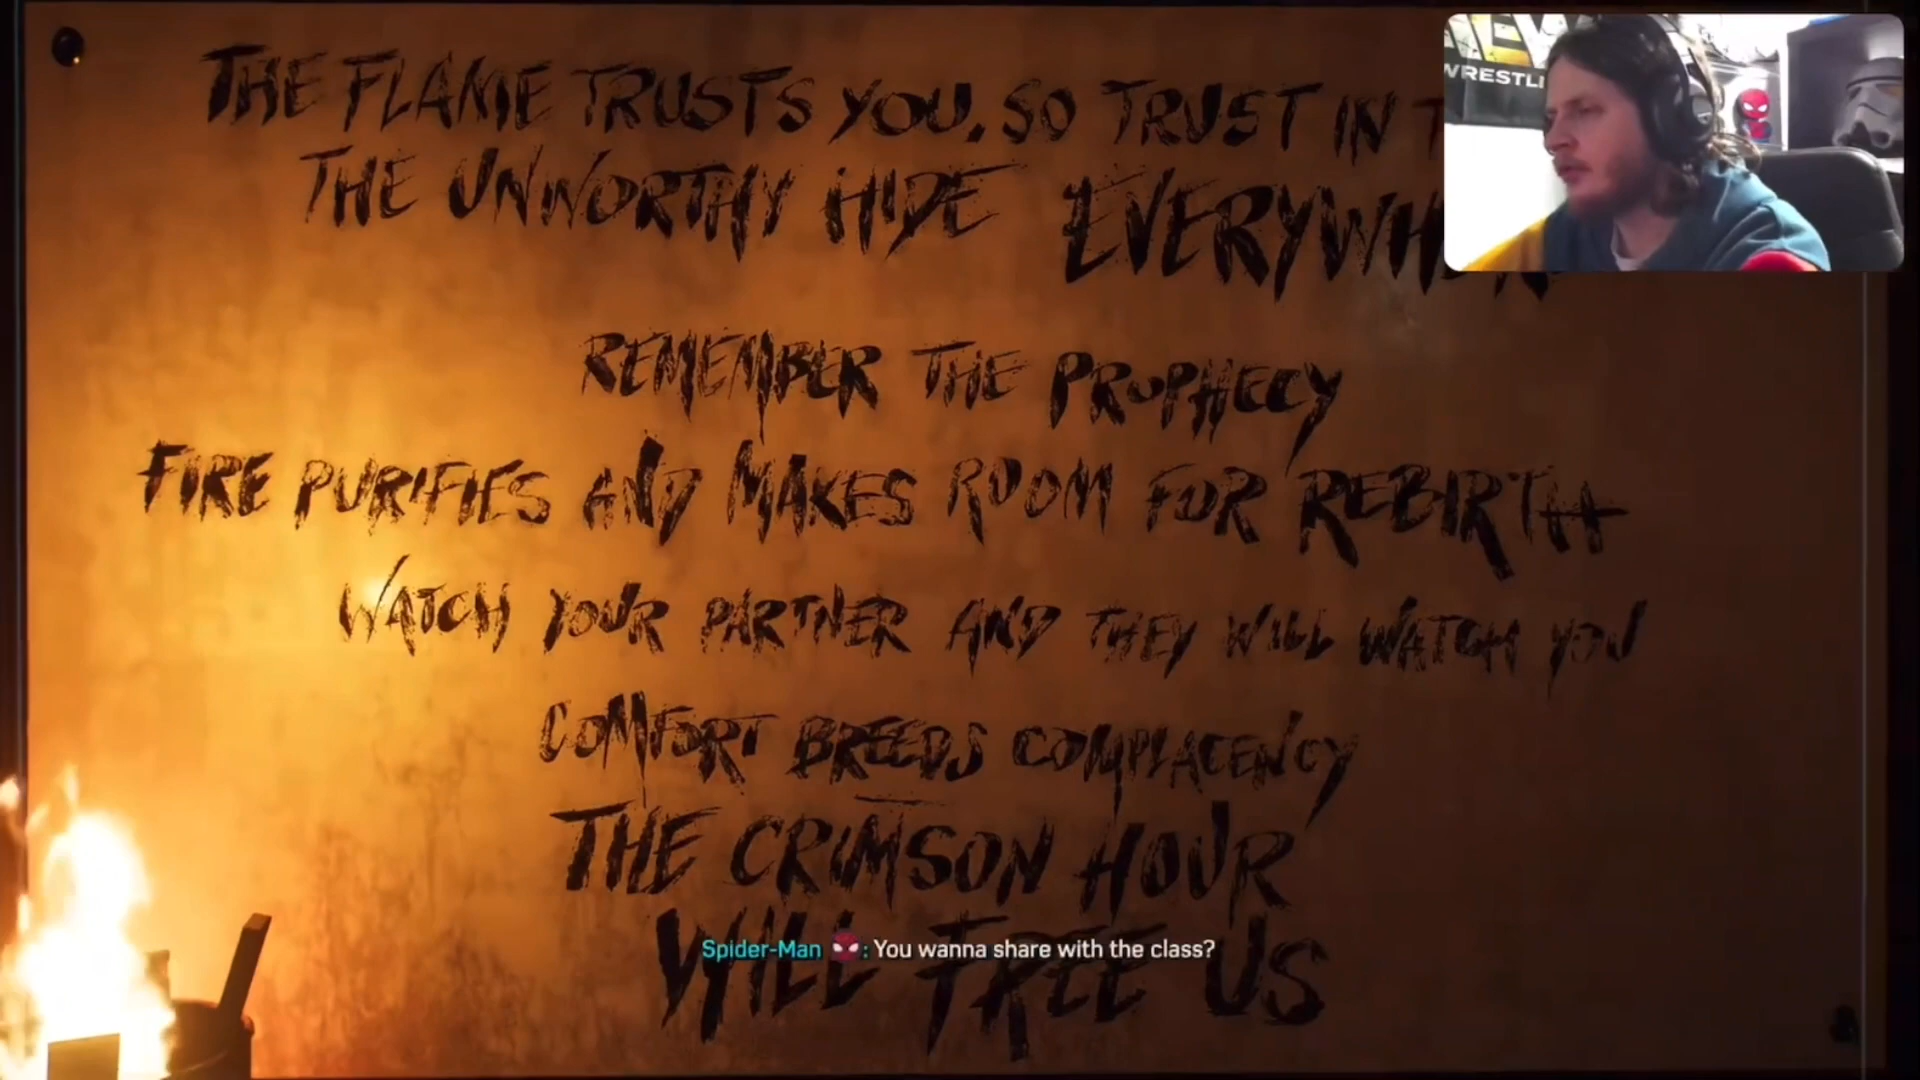 THE FLAME TRUSTS YOU. SO TRUST IN
THE UNWORTHY HIDE
REMEMBER THE PROPHECY
FIRE PURIFIES AND MAKES ROOM FOR REBIRTH
WATCH YOUR PARTNER AND THEY WILL WATCH YOU
COMFORT BREEDS COMPLACENCY
THE CRIMSON HOUR
WILL FREE US
Spider-Man : You wanna share with the class?